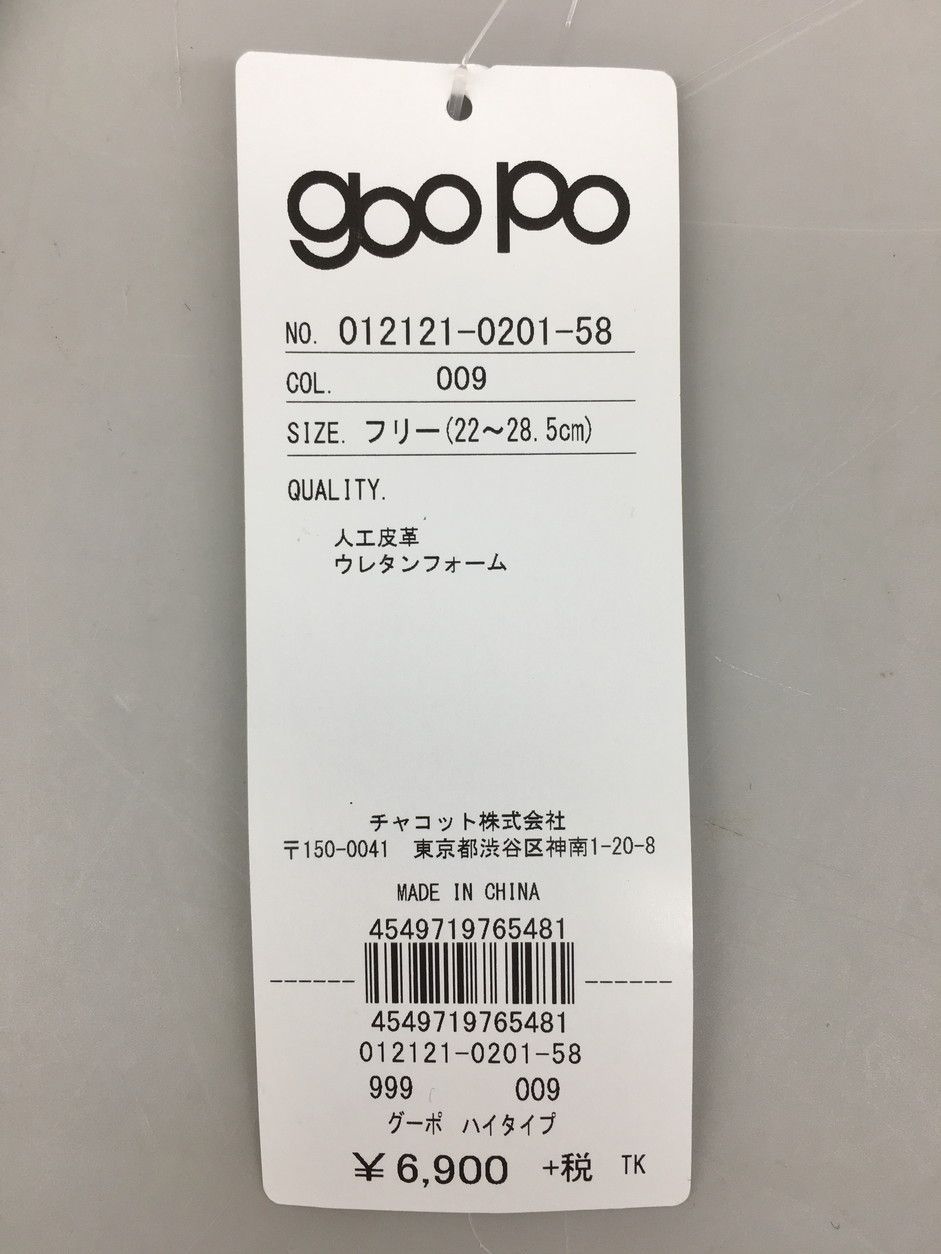 goopo
NO. 012121-0201-58
COL. 009
SIZE. フリー(22〜28.5cm)
QUALITY.
人工皮革
ウレタンフォーム
チャコット株式会社
〒150-0041 東京都渋谷区神南1-20-8
MADE IN CHINA
4549719765481
4549719765481
012121-0201-58
999 009
グーポ ハイタイプ
¥6,900 +税 TK